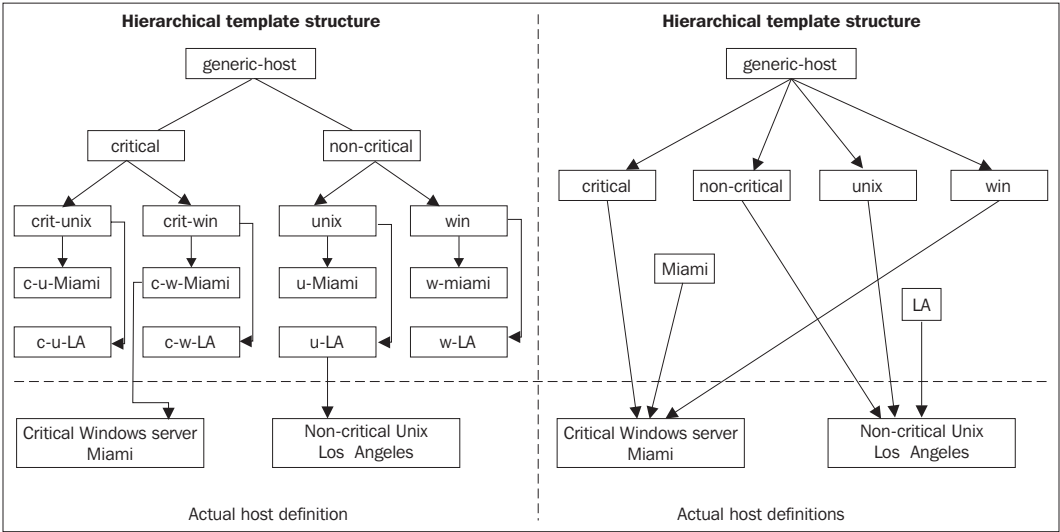 Hierarchical template structure
generic-host
critical
non-critical
crit-unix
crit-win
unix
win
c-u-Miami
c-w-Miami
u-Miami
w-miami
c-u-LA
c-w-LA
u-LA
w-LA
Critical Windows server
Miami
Non-critical Unix
Los Angeles
Actual host definition
Hierarchical template structure
generic-host
critical
non-critical
unix
win
Miami
LA
Critical Windows server
Miami
Non-critical Unix
Los Angeles
Actual host definitions